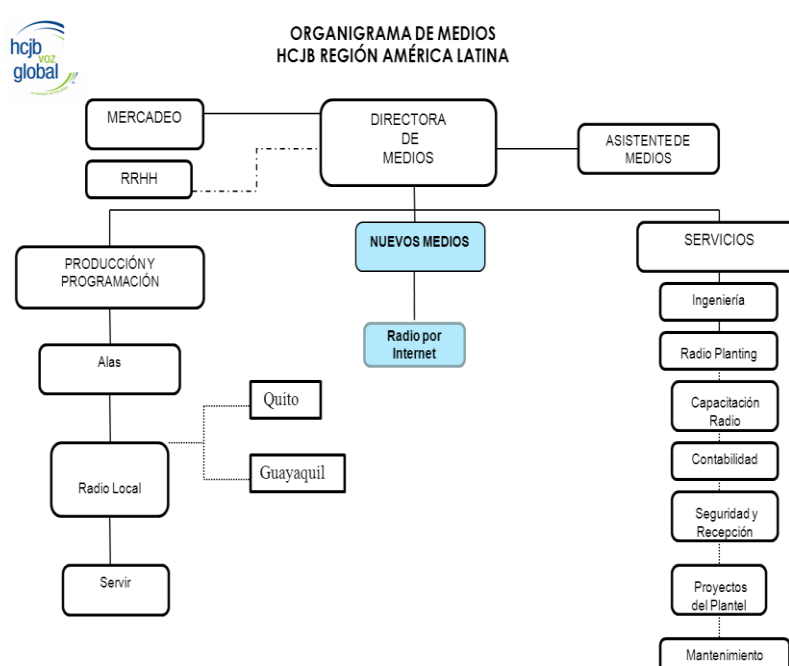 hcjb
voz
global
ORGANIGRAMA DE MEDIOS
HCJB REGIÓN AMÉRICA LATINA
MERCADEO
DIRECTORA
DE
MEDIOS
ASISTENTE DE
MEDIOS
RRHH
PRODUCCIÓN Y
PROGRAMACIÓN
NUEVOS MEDIOS
SERVICIOS
Alas
Radio por
Internet
Ingeniería
Radio Planting
Quito
Capacitación
Radio
Radio Local
Guayaquil
Contabilidad
Seguridad y
Recepción
Servir
Proyectos
del Plantel
Mantenimiento